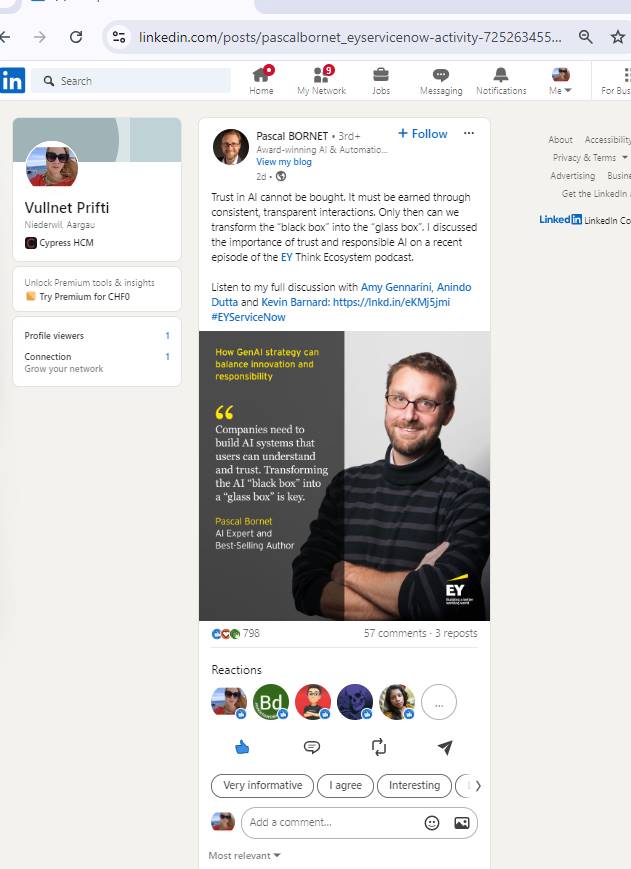 linkedin.com/posts/pascalbornet_eyservicenow-activity-725263455...
in
Search
Home
9
My Network
Jobs
Messaging
Notifications
Me
For Bus
Vullnet Prifti
Niederwil, Aargau
Cypress HCM
Unlock Premium tools & insights
Try Premium for CHF0
Profile viewers 1
Connection 1
Grow your network
Pascal BORNET • 3rd+
+ Follow
...
Award-winning AI & Automatio...
View my blog
2d •
Trust in AI cannot be bought. It must be earned through
consistent, transparent interactions. Only then can we
transform the "black box" into the "glass box". I discussed
the importance of trust and responsible AI on a recent
episode of the EY Think Ecosystem podcast.
Listen to my full discussion with Amy Gennarini, Anindo
Dutta and Kevin Barnard: https://lnkd.in/eKMj5jmi
#EYServiceNow
How GenAI strategy can
balance innovation and
responsibility
“
Companies need to
build AI systems that
users can understand
and trust. Transforming
the AI “black box” into
a “glass box” is key.
Pascal Bornet
AI Expert and
Best-Selling Author
EY
Building a better
working world
798
57 comments · 3 reposts
Reactions
Bd
...
Very informative
I agree
Interesting
Add a comment...
Most relevant
About Accessibility
Privacy & Terms
Advertising Busine
Get the LinkedIn a
LinkedIn LinkedIn Co